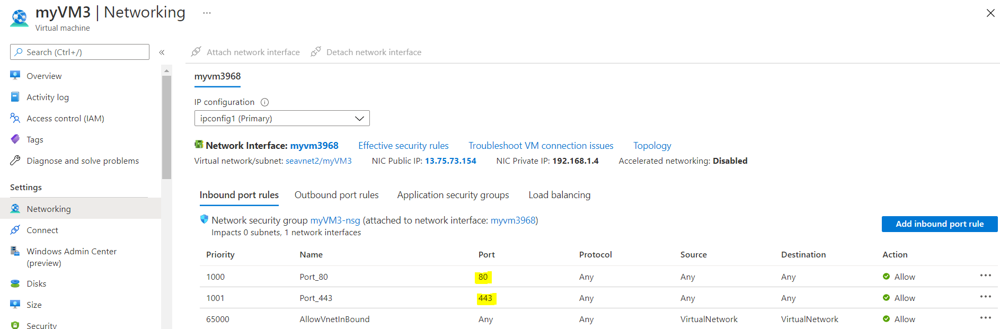 myVM3 | Networking ...
Virtual machine
Search (Ctrl+/)
«
Overview
Activity log
Access control (IAM)
Tags
Diagnose and solve problems
Settings
Networking
Connect
Windows Admin Center
(preview)
Disks
Size
Security
Attach network interface Detach network interface
myvm3968
IP configuration
ipconfig1 (Primary)
Network Interface: myvm3968 Effective security rules Troubleshoot VM connection issues Topology
Virtual network/subnet: seavnet2/myVM3 NIC Public IP: 13.75.73.154 NIC Private IP: 192.168.1.4 Accelerated networking: Disabled
Inbound port rules Outbound port rules Application security groups Load balancing
Network security group myVM3-nsg (attached to network interface: myvm3968)
Impacts 0 subnets, 1 network interfaces
Add inbound port rule
Priority Name Port Protocol Source Destination Action
1000 Port_80 80 Any Any Any Allow ...
1001 Port_443 443 Any Any Any Allow ...
65000 AllowVnetInBound Any Any VirtualNetwork VirtualNetwork Allow ...